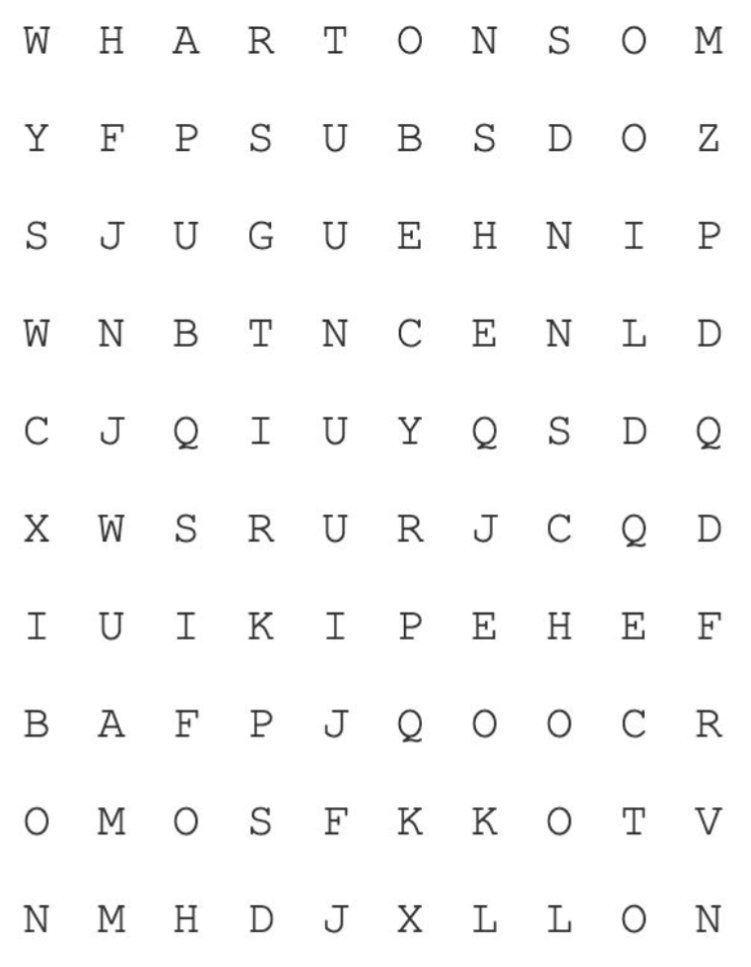 W H A R T O N S O M
Y F P S U B S D O Z
S J U G U E H N I P
W N B T N C E N L D
C J Q I U Y Q S D Q
X W S R U R J C Q D
I U I K I P E H E F
B A F P J Q O O C R
O M O S F K K O T V
N M H D J X L L O N